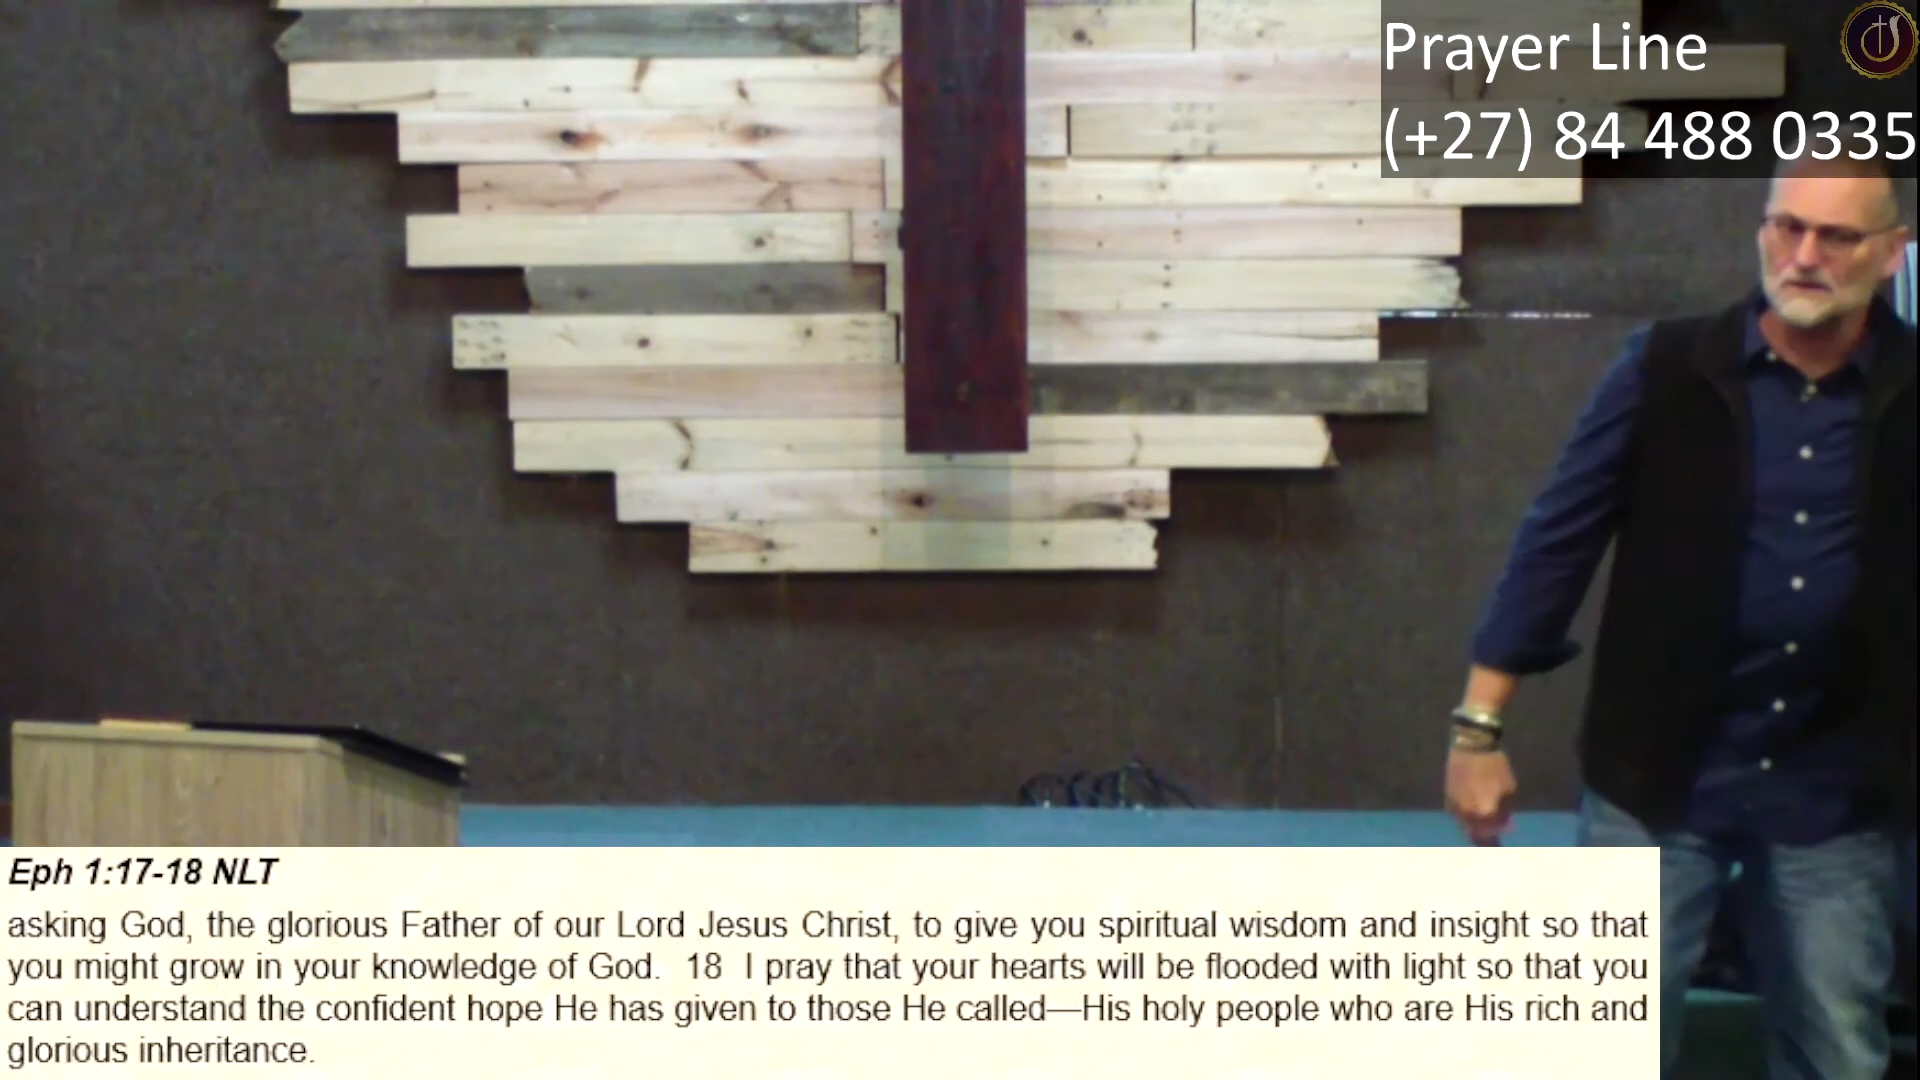 Prayer Line
(+27) 84 488 0335
Eph 1:17-18 NLT
asking God, the glorious Father of our Lord Jesus Christ, to give you spiritual wisdom and insight so that
you might grow in your knowledge of God.  18  I pray that your hearts will be flooded with light so that you
can understand the confident hope He has given to those He called—His holy people who are His rich and
glorious inheritance.